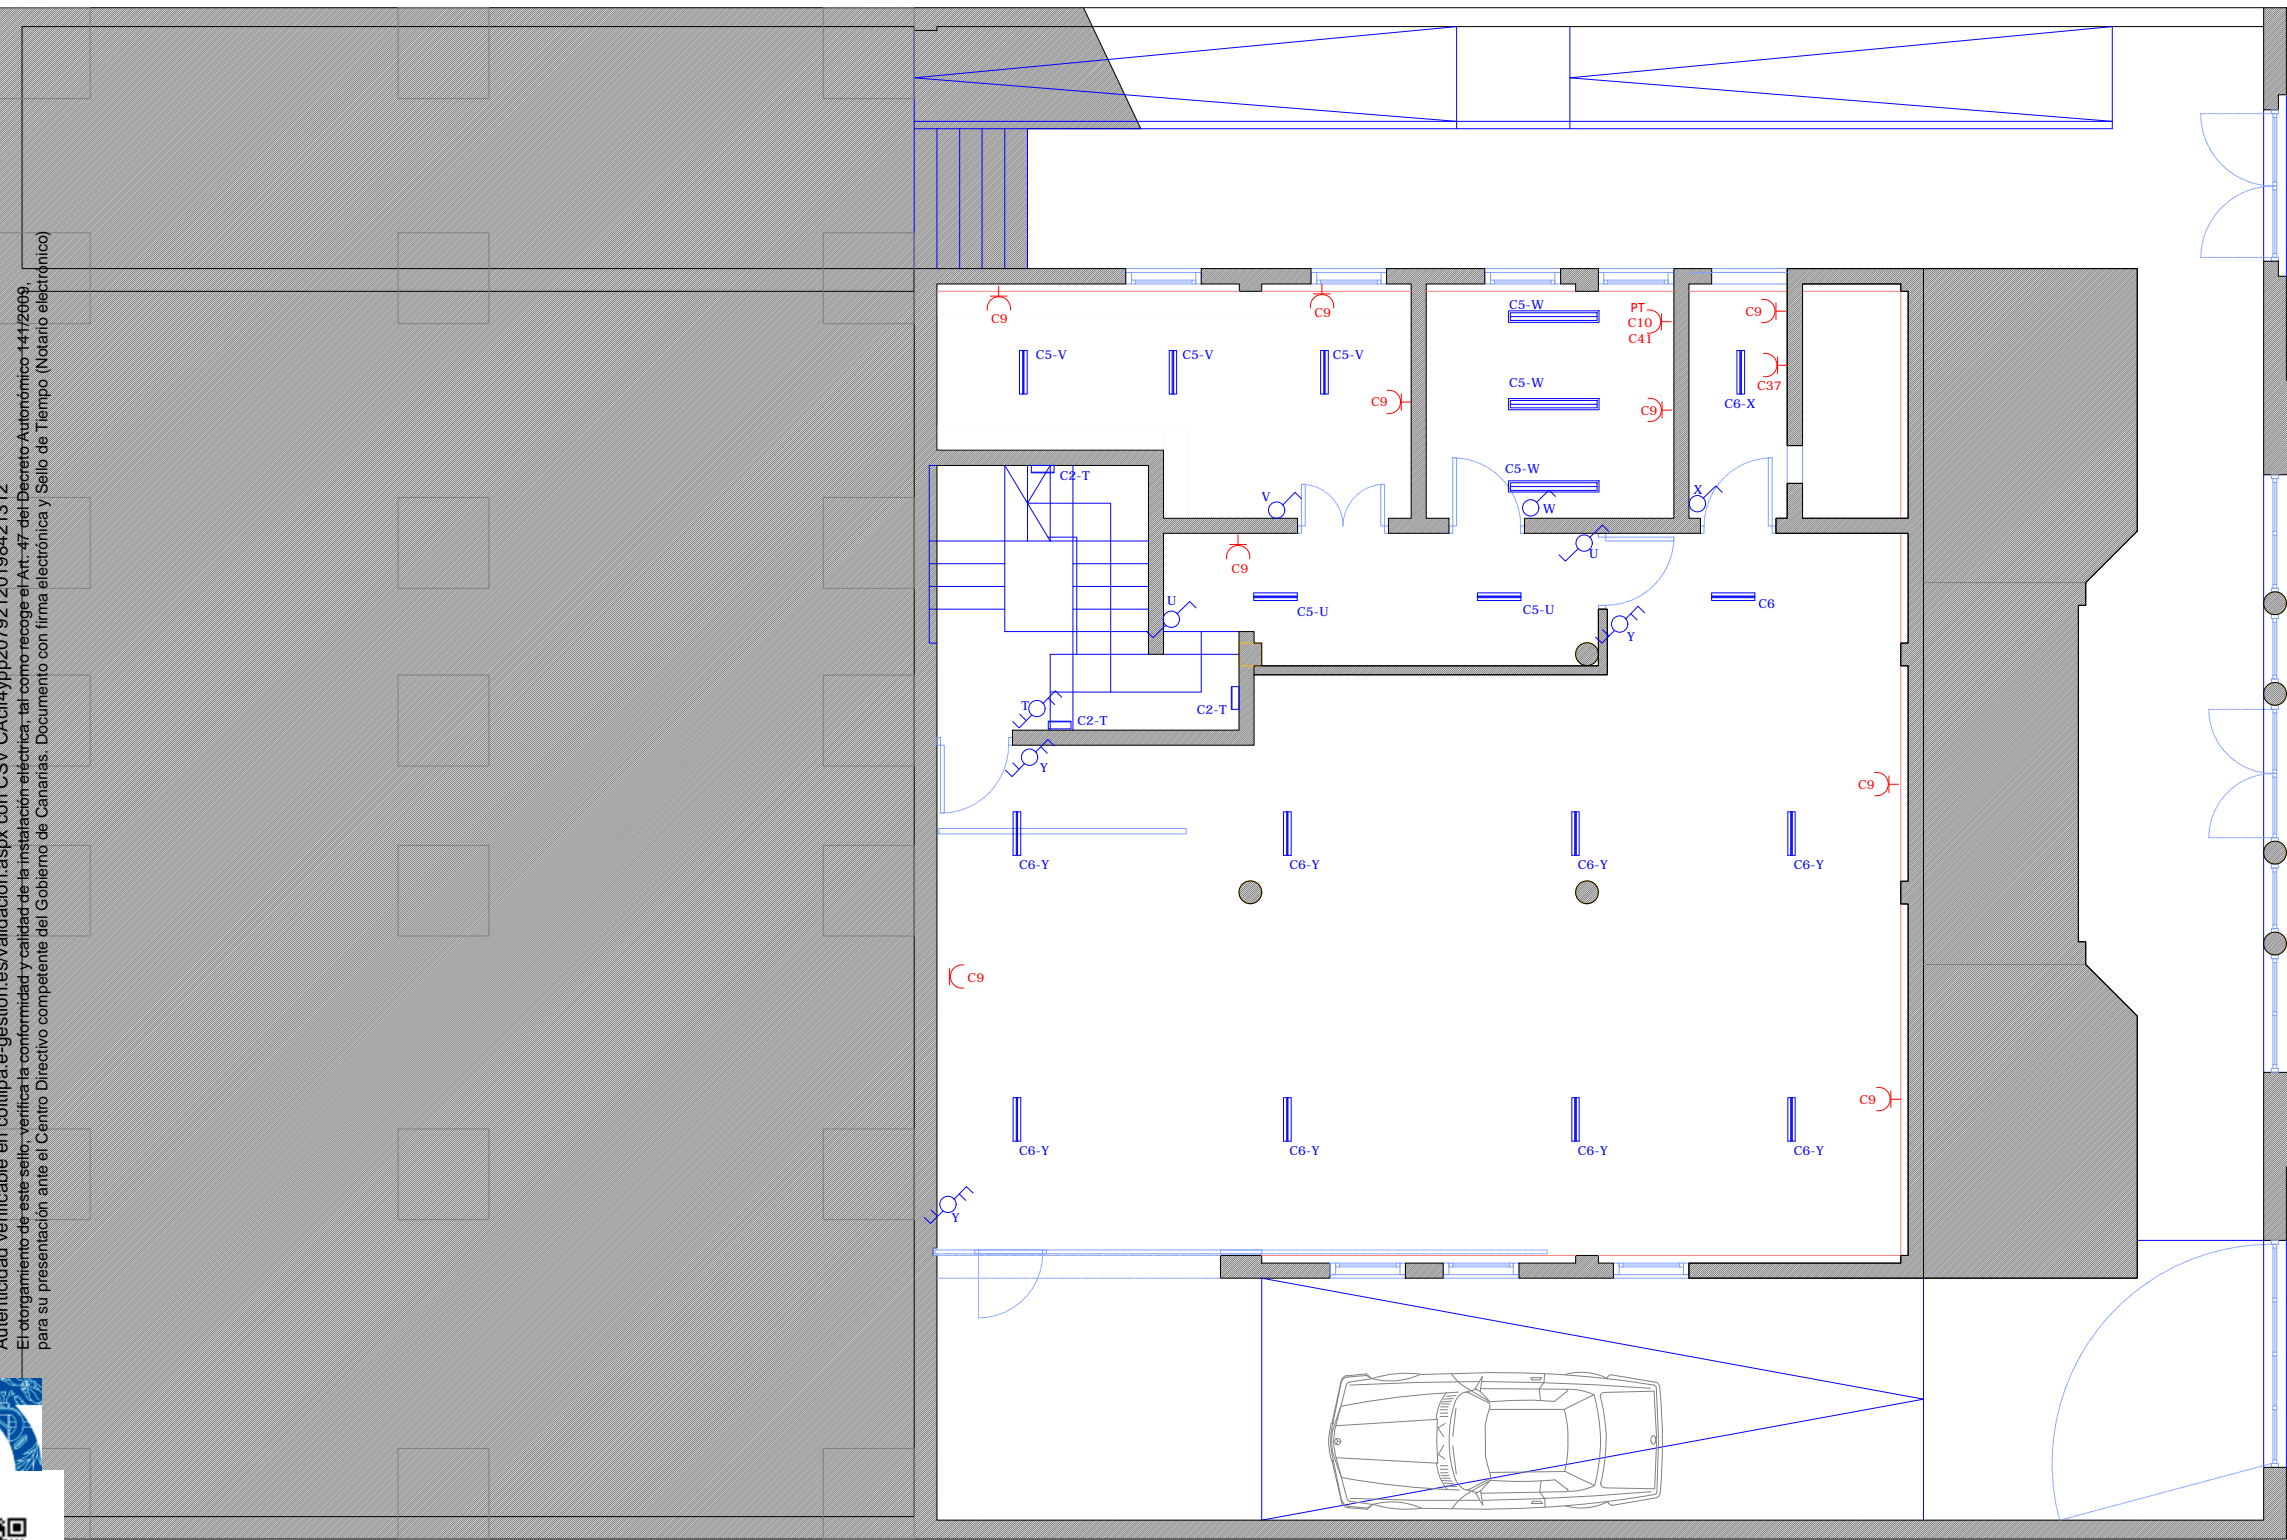 Autenticidad verificable en coitilpa.e-gestion.es/validacion.aspx con CSV
El otorgamiento de este sello, verifica la conformidad y calidad de la instalación eléctrica, tal como recoge el Art. 47 del Decreto Autonómico 141/2009,
para su presentación ante el Centro Directivo competente del Gobierno de Canarias. Documento con firma electrónica y Sello de Tiempo (Notario electrónico)
C9
C9
C5-W
PT
C10
C41
C9
C5-V
C5-V
C5-V
C37
C5-W
C9
C9
C6-X
C5-W
C2-T
V
W
X
U
C9
U
C5-U
C5-U
C6
Y
T
C2-T
C2-T
Y
C9
C6-Y
C6-Y
C6-Y
C6-Y
C9
C9
C6-Y
C6-Y
C6-Y
C6-Y
Y